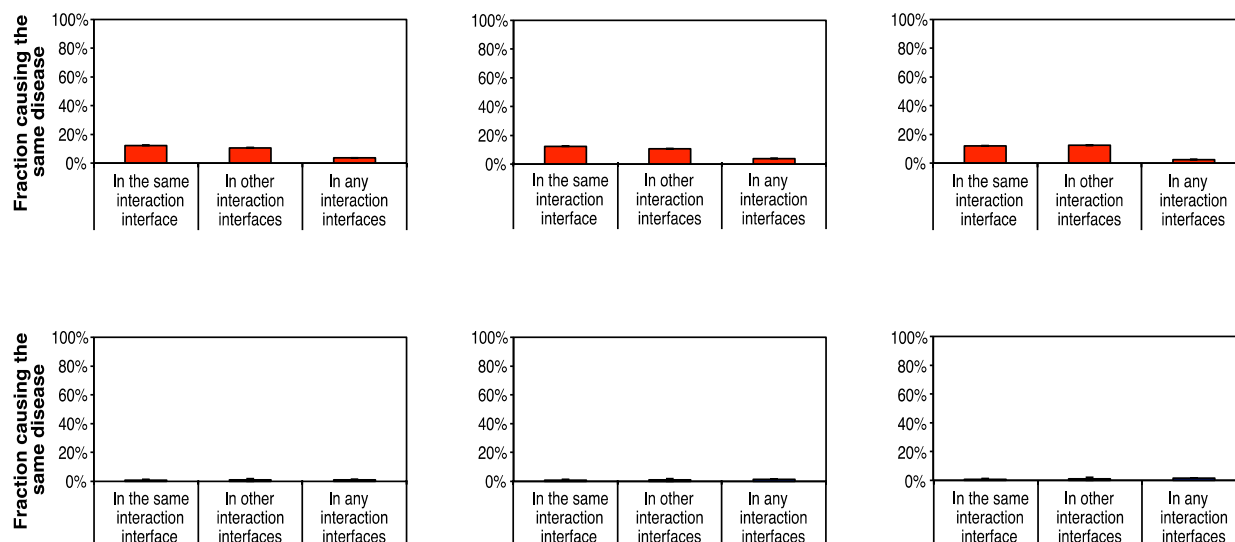 Fraction causing the
same disease
100%
80%
60%
40%
20%
0%
In the same
interaction
interface
In other
interaction
interfaces
In any
interaction
interfaces
100%
80%
60%
40%
20%
0%
In the same
interaction
interface
In other
interaction
interfaces
In any
interaction
interfaces
100%
80%
60%
40%
20%
0%
In the same
interaction
interface
In other
interaction
interfaces
In any
interaction
interfaces
Fraction causing the
same disease
100%
80%
60%
40%
20%
0%
In the same
interaction
interface
In other
interaction
interfaces
In any
interaction
interfaces
100%
80%
60%
40%
20%
0%
In the same
interaction
interface
In other
interaction
interfaces
In any
interaction
interfaces
100%
80%
60%
40%
20%
0%
In the same
interaction
interface
In other
interaction
interfaces
In any
interaction
interfaces